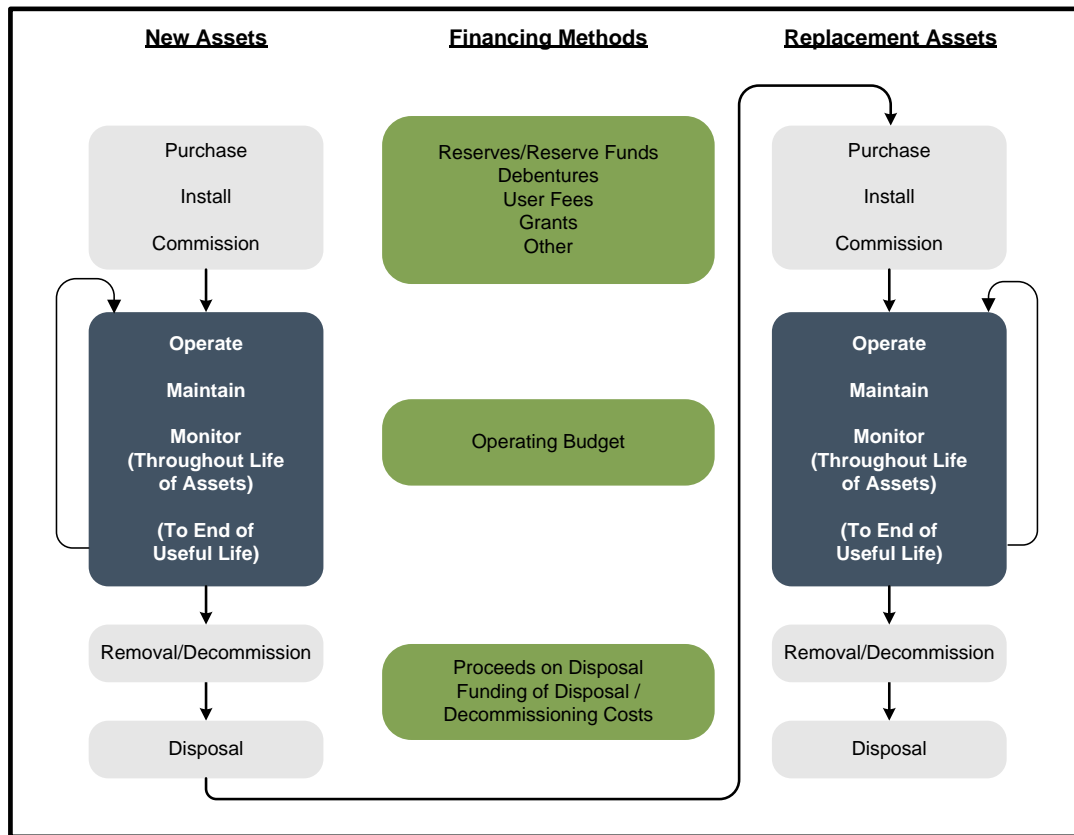 New Assets
Financing Methods
Replacement Assets
Purchase
Install
Commission
Operate
Maintain
Monitor
(Throughout Life
of Assets)
(To End of
Useful Life)
Removal/Decommission
Disposal
Reserves/Reserve Funds
Debentures
User Fees
Grants
Other
Operating Budget
Proceeds on Disposal
Funding of Disposal /
Decommissioning Costs
Purchase
Install
Commission
Operate
Maintain
Monitor
(Throughout Life
of Assets)
(To End of
Useful Life)
Removal/Decommission
Disposal